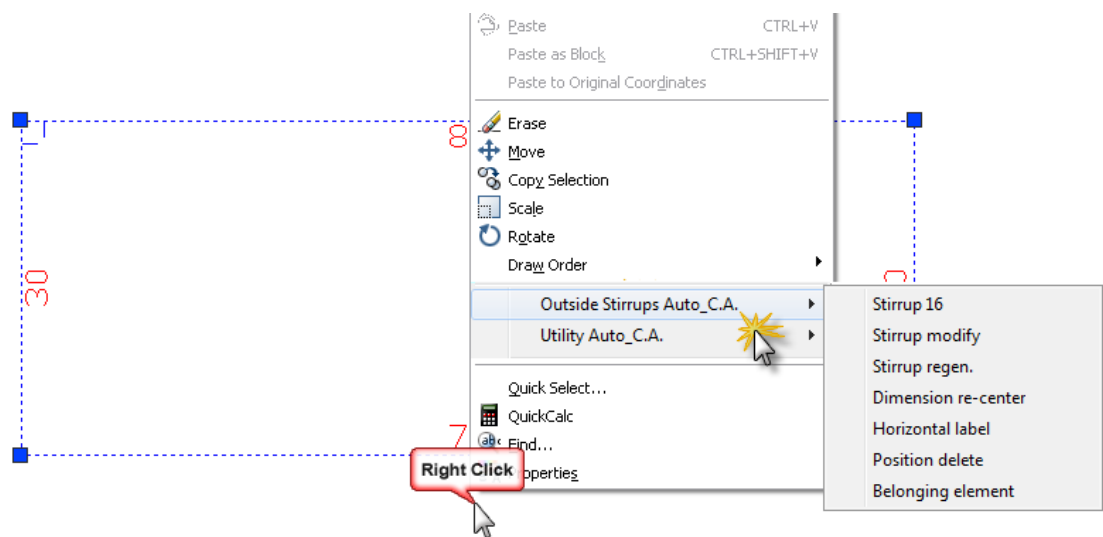 Paste CTRL+V
Paste as Block CTRL+SHIFT+V
Paste to Original Coordinates
8
Erase
Move
Copy Selection
Scale
Rotate
Draw Order
30
Outside Stirrups Auto_C.A.
Utility Auto_C.A.
Stirrup 16
Stirrup modify
Stirrup regen.
Dimension re-center
Horizontal label
Position delete
Belonging element
Quick Select...
QuickCalc
7
Find...
Right Click